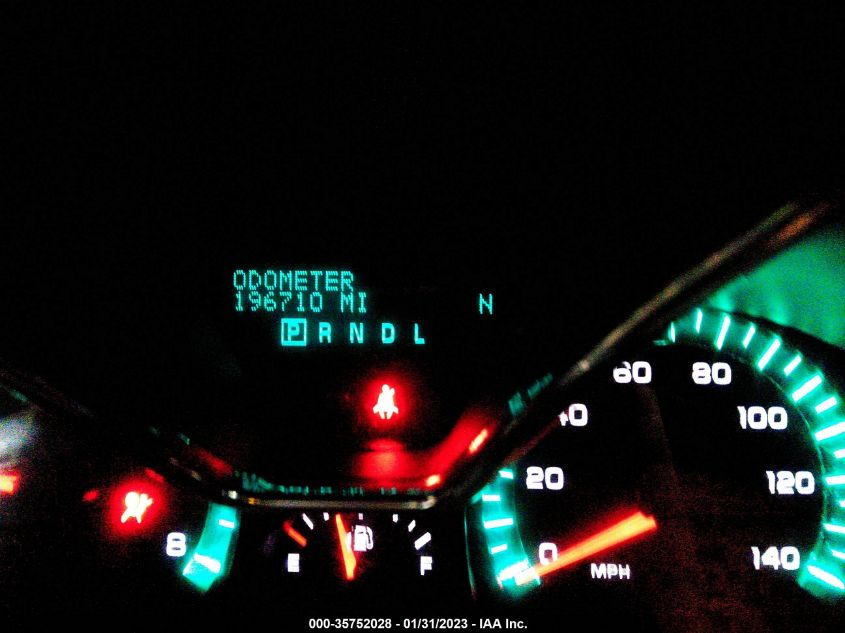 ODOMETER
196710 MI
N
P R N D L
60 80
40 100
20 120
8
0 140
E F
MPH
000-35752028 - 01/31/2023 - IAA Inc.